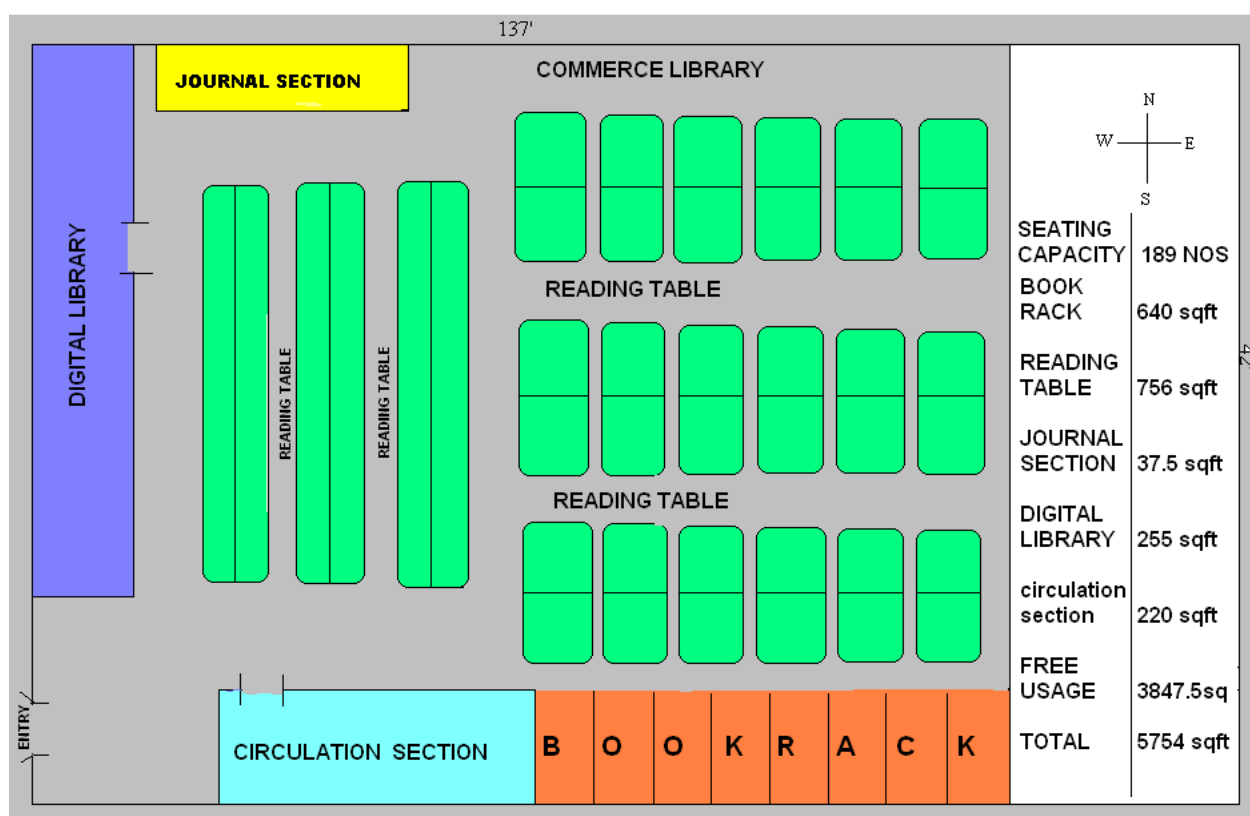 137'
JOURNAL SECTION
COMMERCE LIBRARY
N
W E
S
DIGITAL LIBRARY
READING TABLE
READING TABLE
READING TABLE
READING TABLE
ENTRY
CIRCULATION SECTION
B O O K R A C K
SEATING
CAPACITY 189 NOS
BOOK
RACK 640 sqft
READING
TABLE 756 sqft
JOURNAL
SECTION 37.5 sqft
DIGITAL
LIBRARY 255 sqft
circulation
section 220 sqft
FREE
USAGE 3847.5sq
TOTAL 5754 sqft
42'